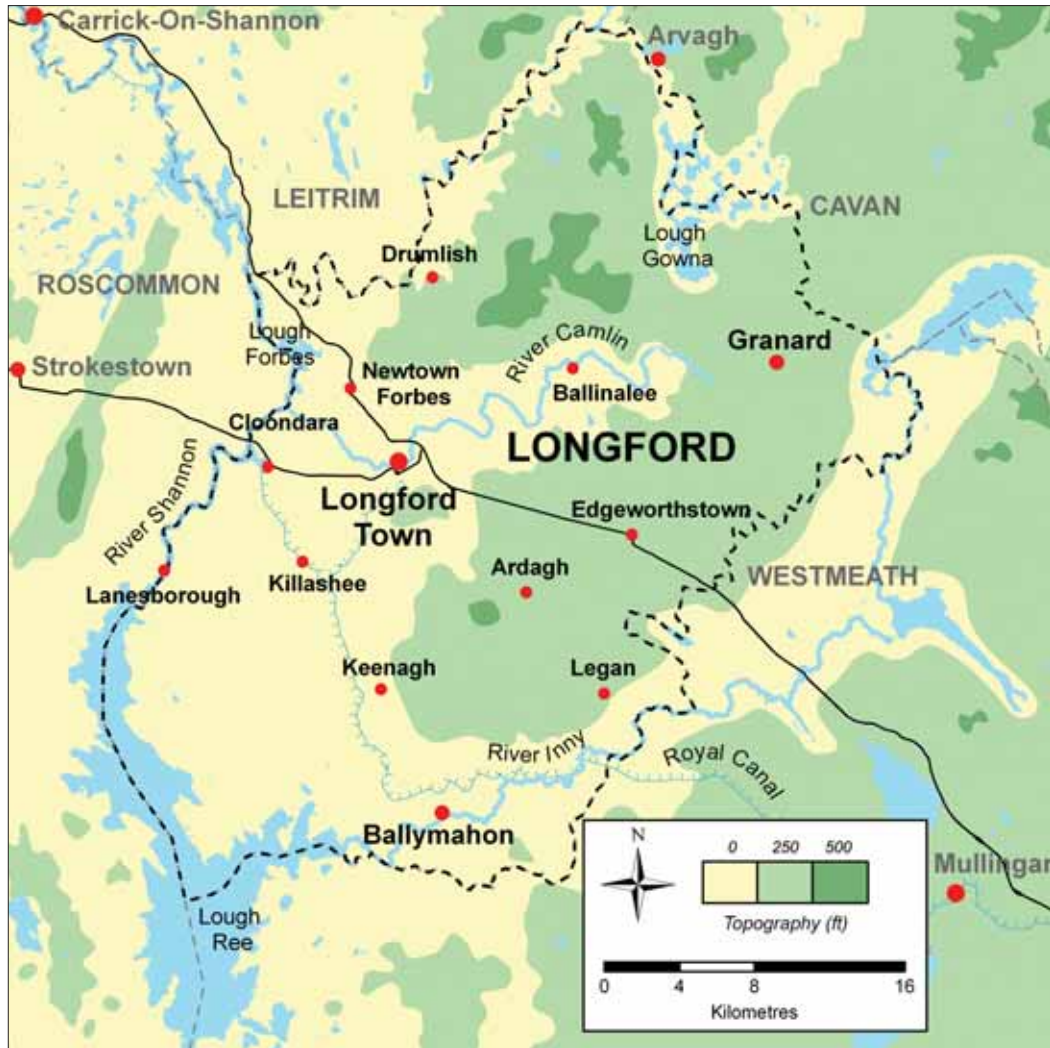 Carrick-On-Shannon
Arvagh
LEITRIM
CAVAN
Drumlish
Lough
Gowna
ROSCOMMON
Lough
Forbes
River Camlin
Granard
Strokestown
Newtown
Forbes
Ballinalee
Cloondara
LONGFORD
Longford
Town
Edgeworthstown
River Shannon
Killashee
Ardagh
WESTMEATH
Lanesborough
Keenagh
Legan
River Inny
Royal Canal
Ballymahon
N
0 250 500
Topography (ft)
Mullingar
Lough
Ree
0 4 8 16
Kilometres